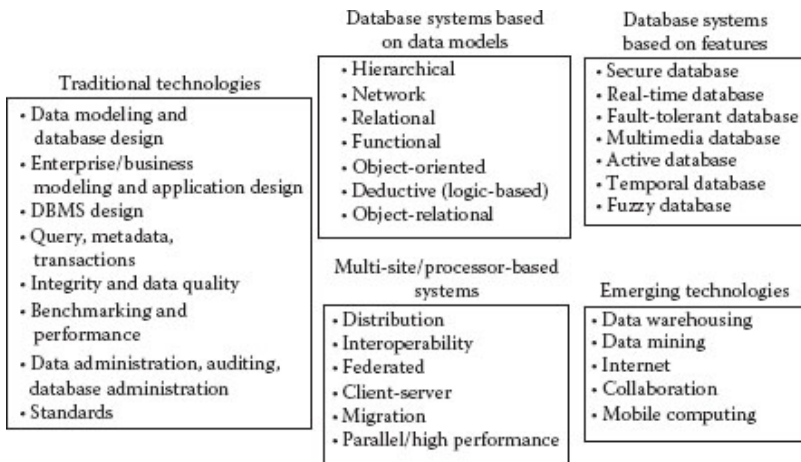 Traditional technologies
• Data modeling and
database design
• Enterprise/business
modeling and application design
• DBMS design
• Query, metadata,
transactions
• Integrity and data quality
• Benchmarking and
performance
• Data administration, auditing,
database administration
• Standards
Database systems based
on data models
• Hierarchical
• Network
• Relational
• Functional
• Object-oriented
• Deductive (logic-based)
• Object-relational
Database systems
based on features
• Secure database
• Real-time database
• Fault-tolerant database
• Multimedia database
• Active database
• Temporal database
• Fuzzy database
Multi-site/processor-based
systems
• Distribution
• Interoperability
• Federated
• Client-server
• Migration
• Parallel/high performance
Emerging technologies
• Data warehousing
• Data mining
• Internet
• Collaboration
• Mobile computing